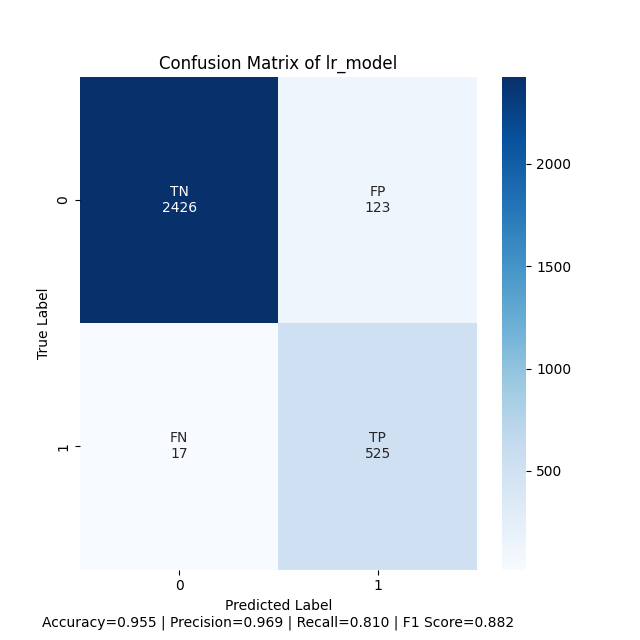 Confusion Matrix of lr_model
TN
2426
FP
123
FN
17
TP
525
0
1
True Label
0
1
Predicted Label
2000
1500
1000
500
Accuracy=0.955 | Precision=0.969 | Recall=0.810 | F1 Score=0.882